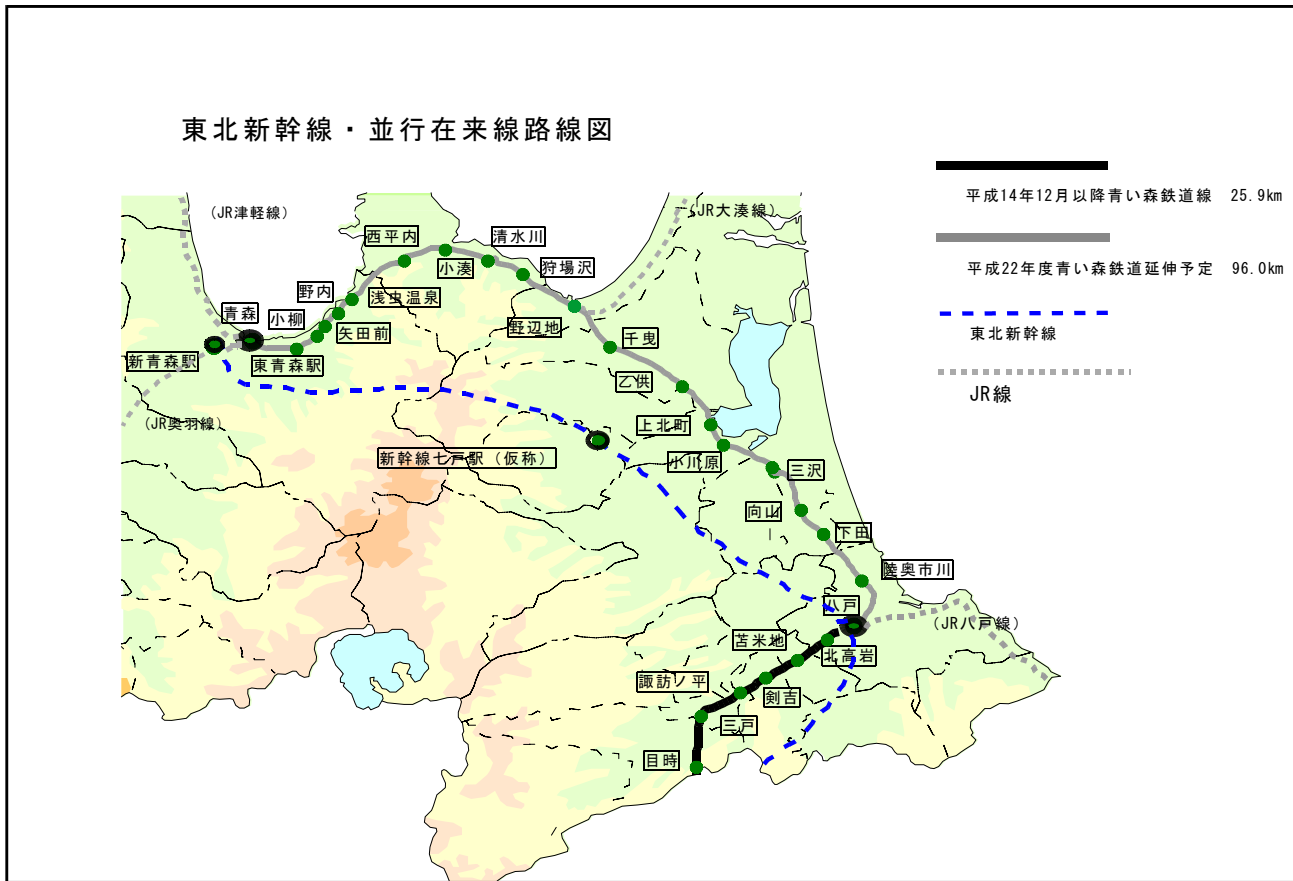 東北新幹線・並行在来線路線図
平成14年12月以降青い森鉄道線 25.9km
平成22年度青い森鉄道延伸予定 96.0km
東北新幹線
JR線
(JR津軽線)
(JR大湊線)
西平内
清水川
小湊
狩場沢
野内
浅虫温泉
青森
小柳
矢田前
野辺地
千曳
新青森駅
東青森駅
乙供
(JR奥羽線)
上北町
新幹線七戸駅(仮称)
小川原
三沢
向山
下田
陸奥市川
八戸
(JR八戸線)
苫米地
北高岩
諏訪ノ平
剣吉
三戸
目時